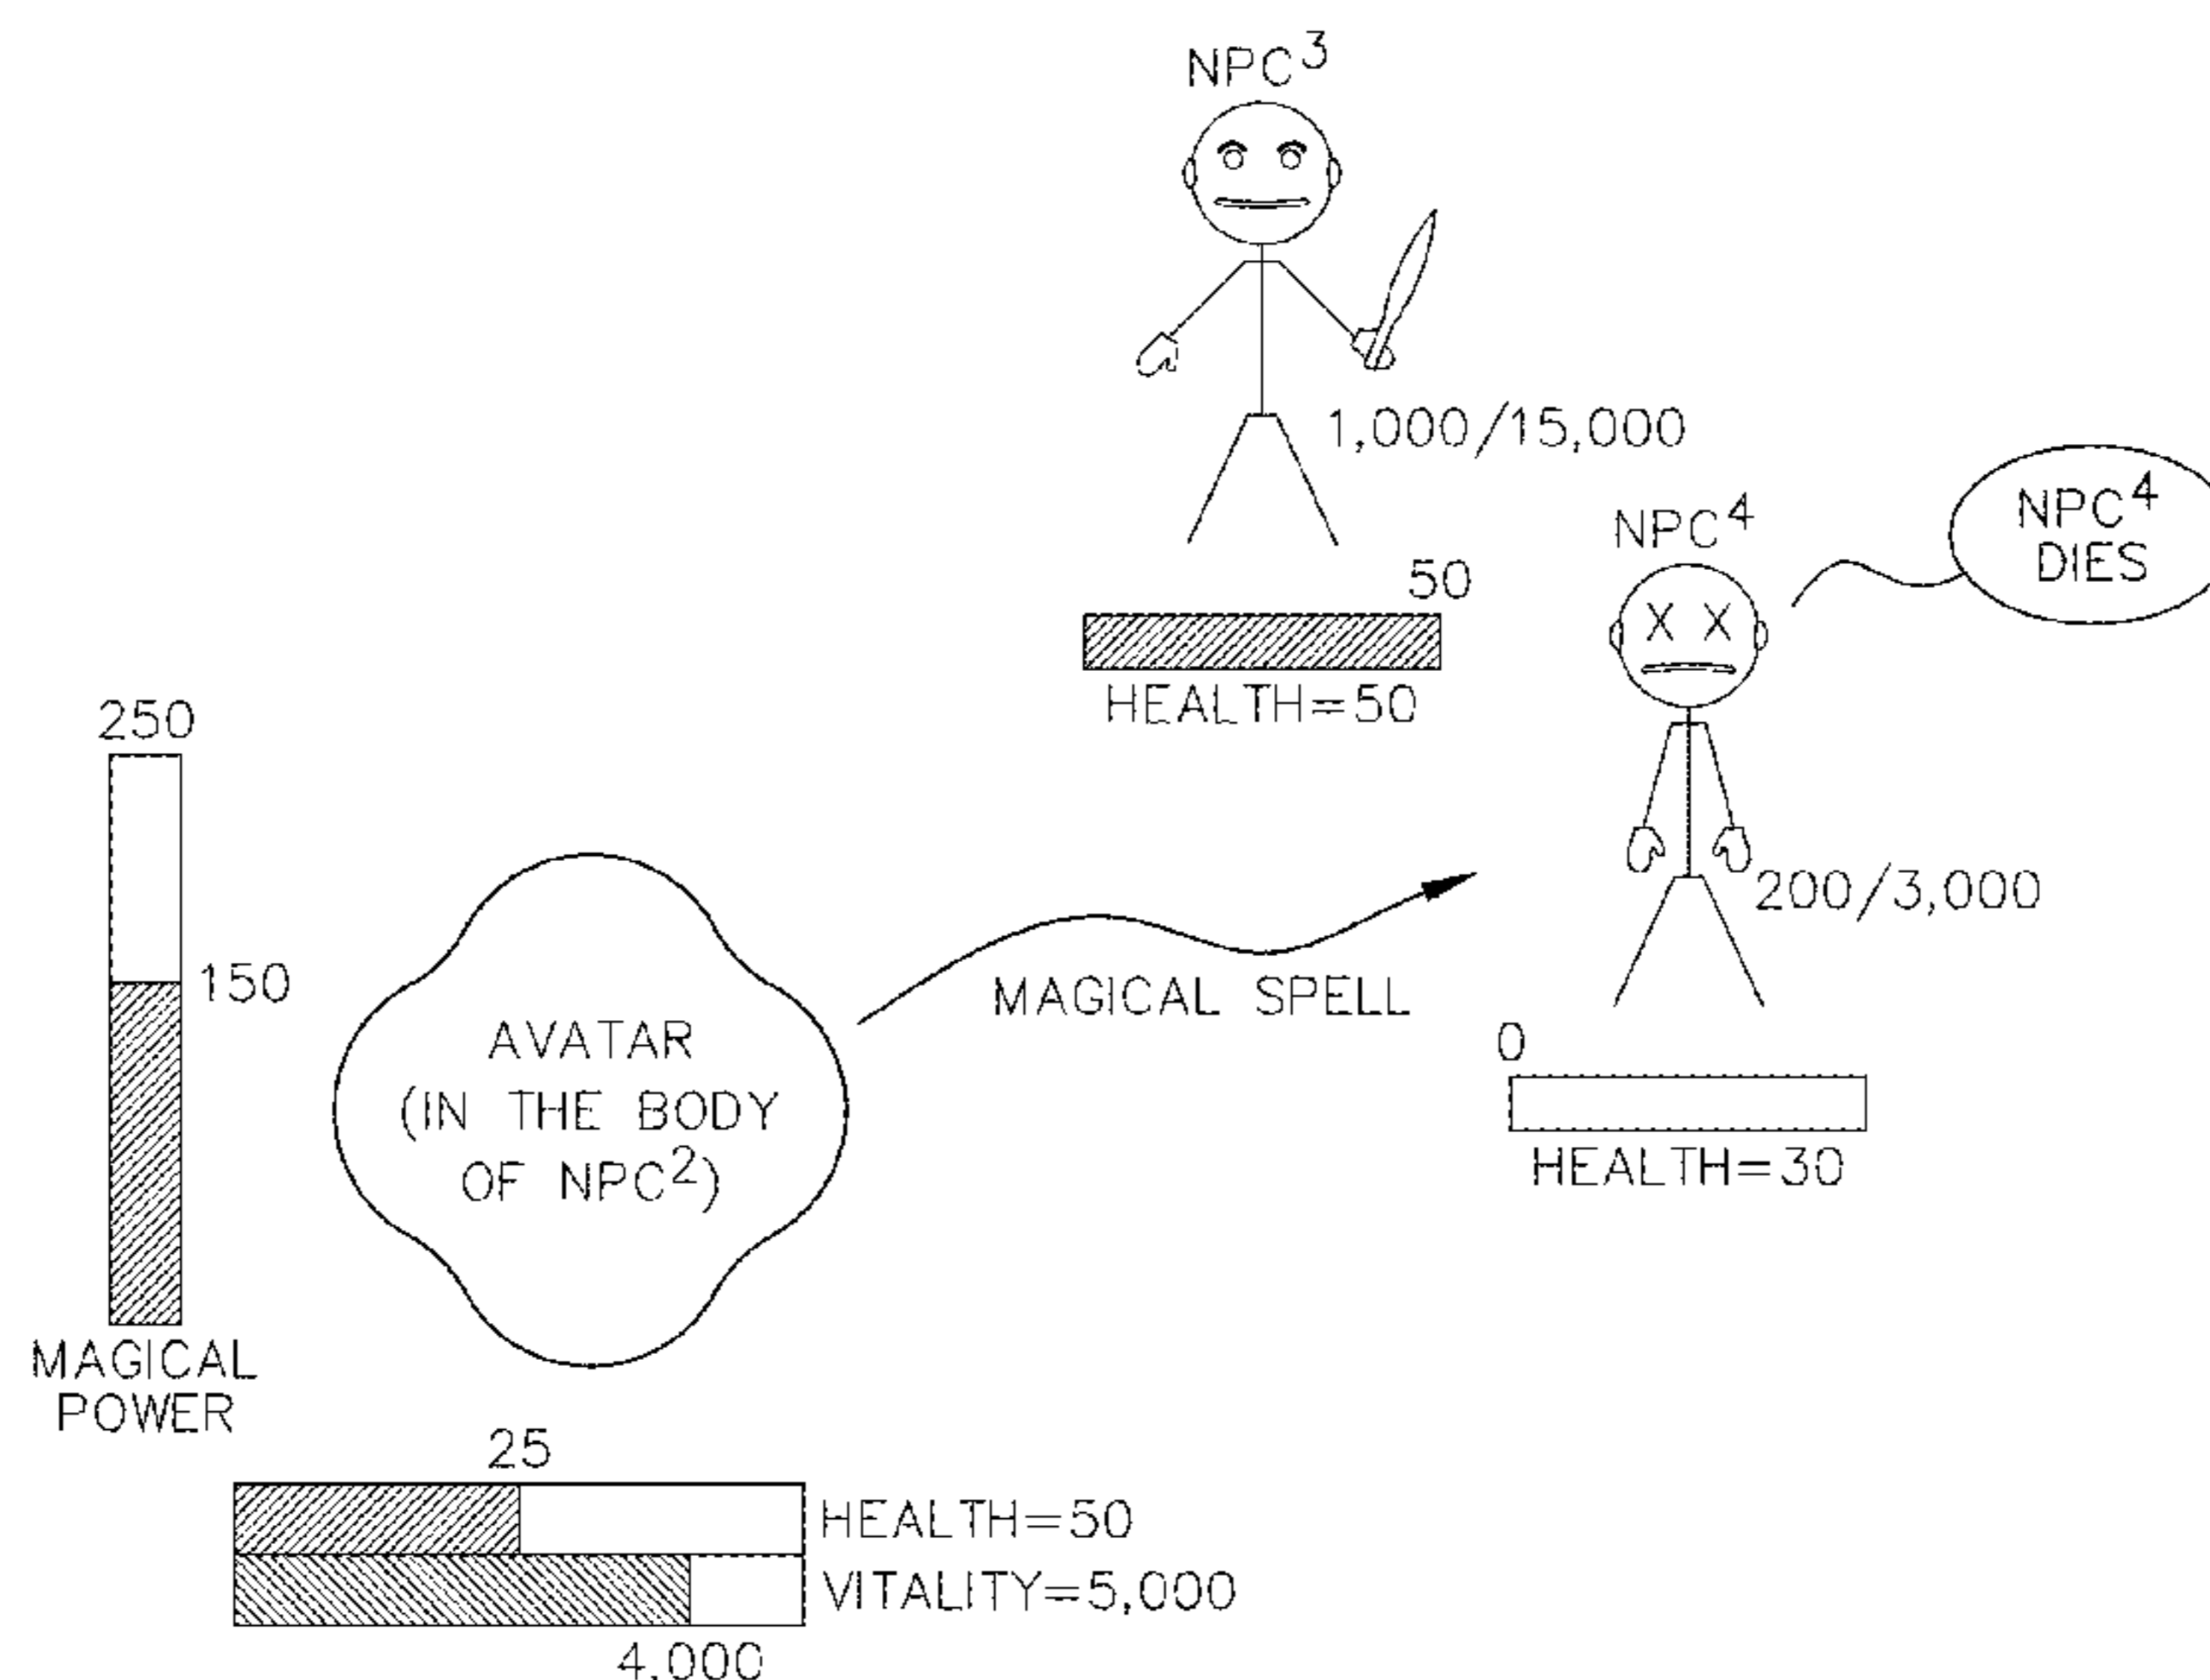 NPC³
1,000/15,000
50
HEALTH=50
NPC⁴
DIES
NPC⁴
200/3,000
0
HEALTH=30
250
150
MAGICAL
POWER
AVATAR
(IN THE BODY
OF NPC²)
MAGICAL SPELL
25
HEALTH=50
VITALITY=5,000
4,000